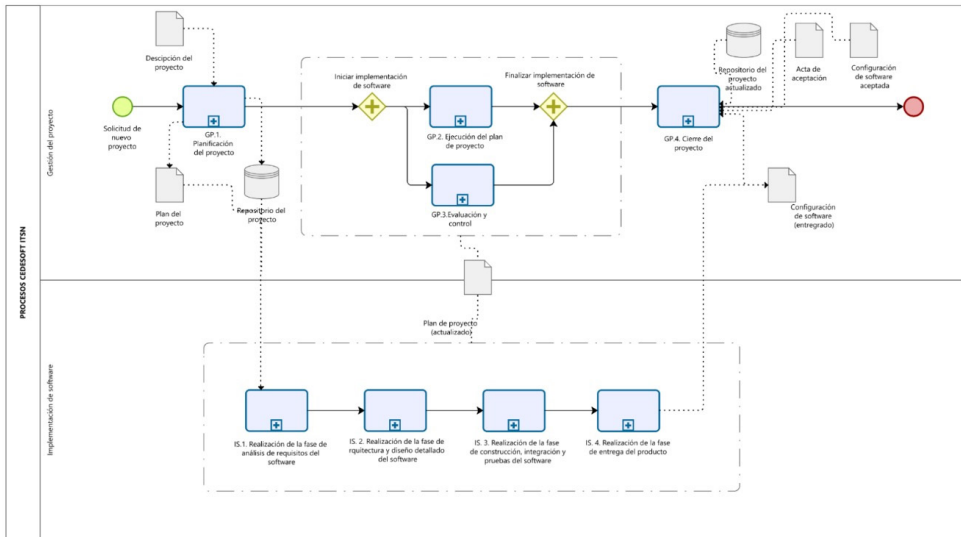 PROCESOS CEDESOFT ITSN
Gestión del proyecto
Descipción del
proyecto
Solicitud de
nuevo
proyecto
GP.1.
Planificación
del proyecto
Plan del
proyecto
Repositorio del
proyecto
Iniciar implementación
de software
Finalizar implementación de
software
GP.2. Ejecución del plan
de proyecto
GP.3.Evaluación y
control
Repositorio del
proyecto
actualizado
Acta de
aceptación
Configuración
de software
aceptada
GP.4. Cierre del
proyecto
Configuración
de software
(entregrado)
Plan de proyecto
(actualizado)
Implementación de software
IS.1. Realización de la fase de
análisis de requisitos del
software
IS. 2. Realización de la fase de
rquitectura y diseño detallado
del software
IS. 3. Realización de la fase
de construcción, integración y
pruebas del software
IS. 4. Realización de la fase
de entrega del producto